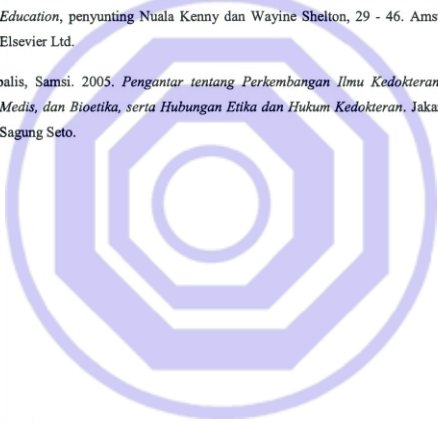 Education, penyunting Nuala Kenny dan Wayine Shelton, 29 - 46. Ams
Elsevier Ltd.
palis, Samsi. 2005. Pengantar tentang Perkembangan Ilmu Kedokteran
Medis, dan Bioetika, serta Hubungan Etika dan Hukum Kedokteran. Jaka
Sagung Seto.